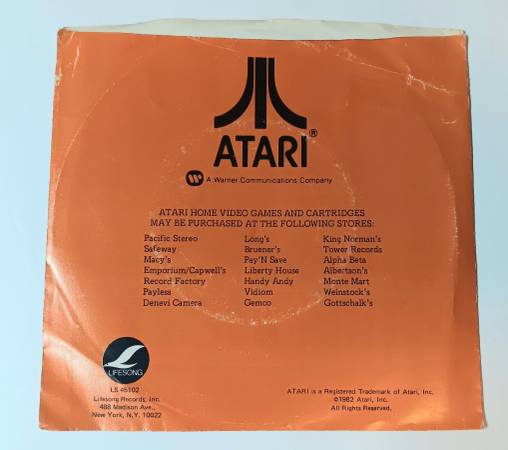 ATARI®
W A Warner Communications Company
ATARI HOME VIDEO GAMES AND CARTRIDGES
MAY BE PURCHASED AT THE FOLLOWING STORES:
Pacific Stereo Long's King Norman's
Safeway Bruener's Tower Records
Macy's Pay'N Save Alpha Beta
Emporium/Capwell's Liberty House Albertson's
Record Factory Handy Andy Monte Mart
Payless Vidiom Weinstock's
Denevi Camera Gemco Gottschalk's
LIFESONG
LS 45102
Lifesong Records, Inc.
488 Madison Ave.,
New York, N.Y. 10022
ATARI is a Registered Trademark of Atari, Inc.
©1982 Atari, Inc.
All Rights Reserved.